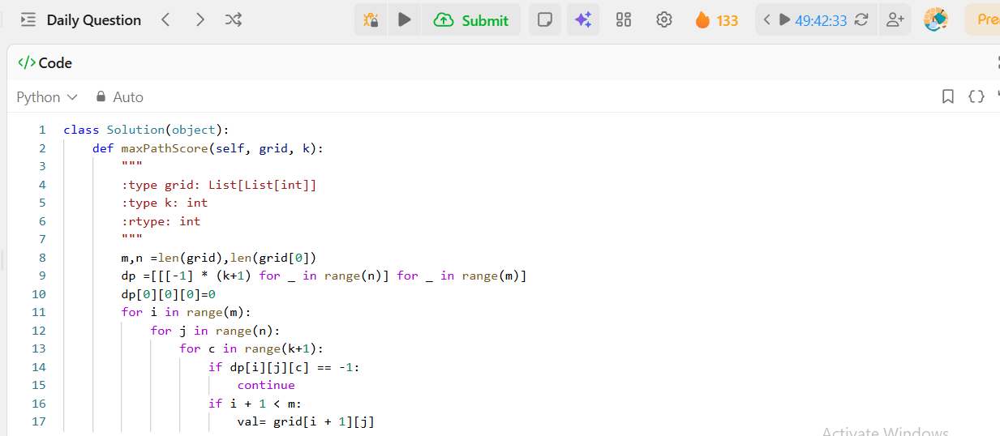 Daily Question Submit 133 49:42:33
</> Code
Python Auto
1 class Solution(object):
2 def maxPathScore(self, grid, k):
3 """
4 :type grid: List[List[int]]
5 :type k: int
6 :rtype: int
7 """
8 m,n =len(grid),len(grid[0])
9 dp =[[[-1] * (k+1) for _ in range(n)] for _ in range(m)]
10 dp[0][0][0]=0
11 for i in range(m):
12 for j in range(n):
13 for c in range(k+1):
14 if dp[i][j][c] == -1:
15 continue
16 if i + 1 < m:
17 val= grid[i + 1][j]
Activate Windows